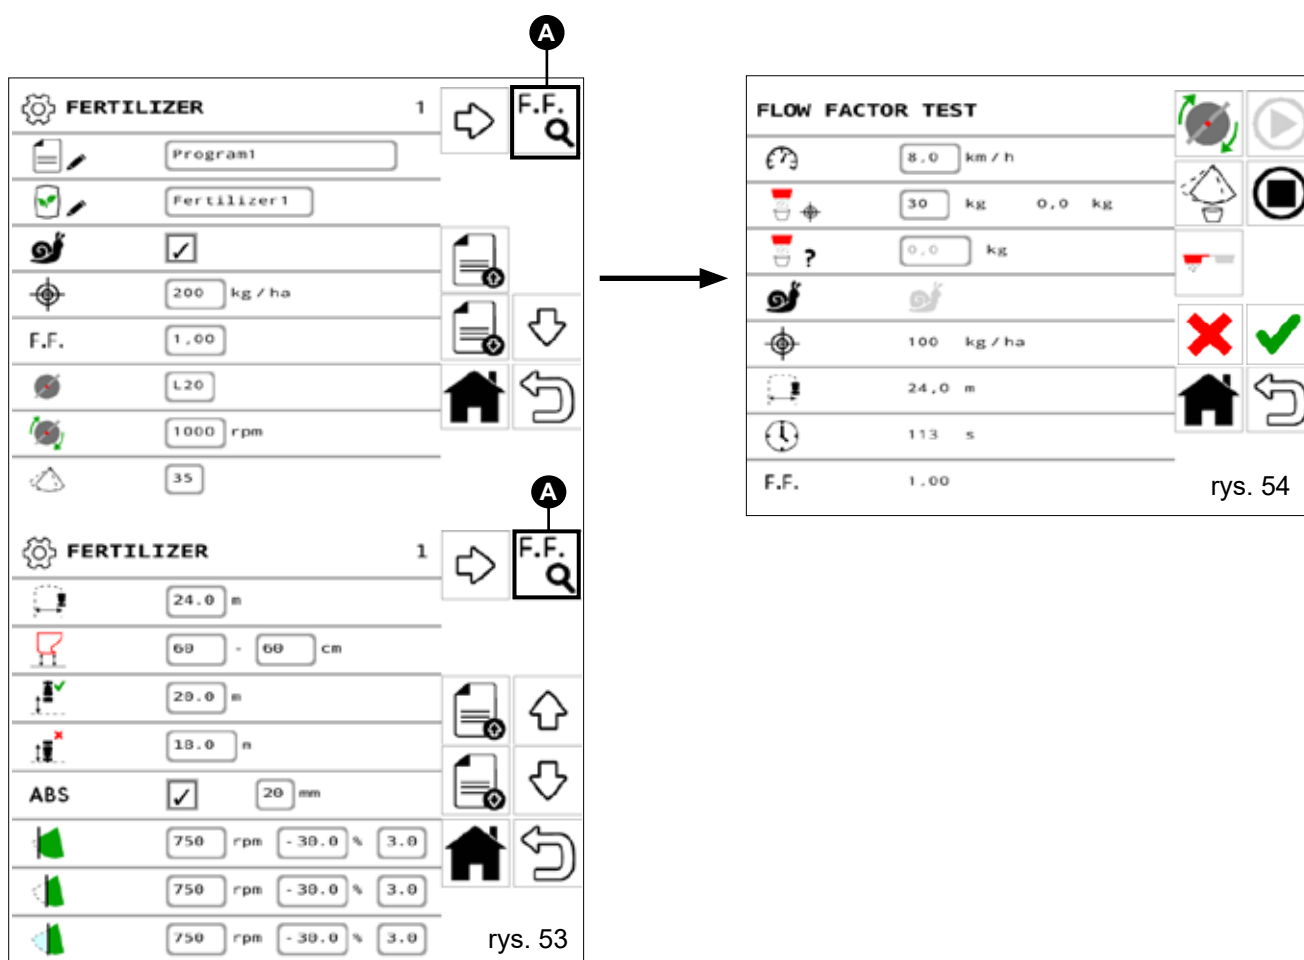 A
FERTILIZER 1
F.F.
Program1
Fertilizer1
200 kg/ha
F.F. 1.00
L20
1000 rpm
35
A
FERTILIZER 1
F.F.
24.0 m
60 - 60 cm
20.0 m
18.0 m
ABS 20 mm
750 rpm -30.0 % 3.0
750 rpm -30.0 % 3.0
750 rpm -30.0 % 3.0
rys. 53
FLOW FACTOR TEST
8.0 km/h
30 kg 0,0 kg
? 0,0 kg
100 kg/ha
24,0 m
113 s
F.F. 1.00
rys. 54